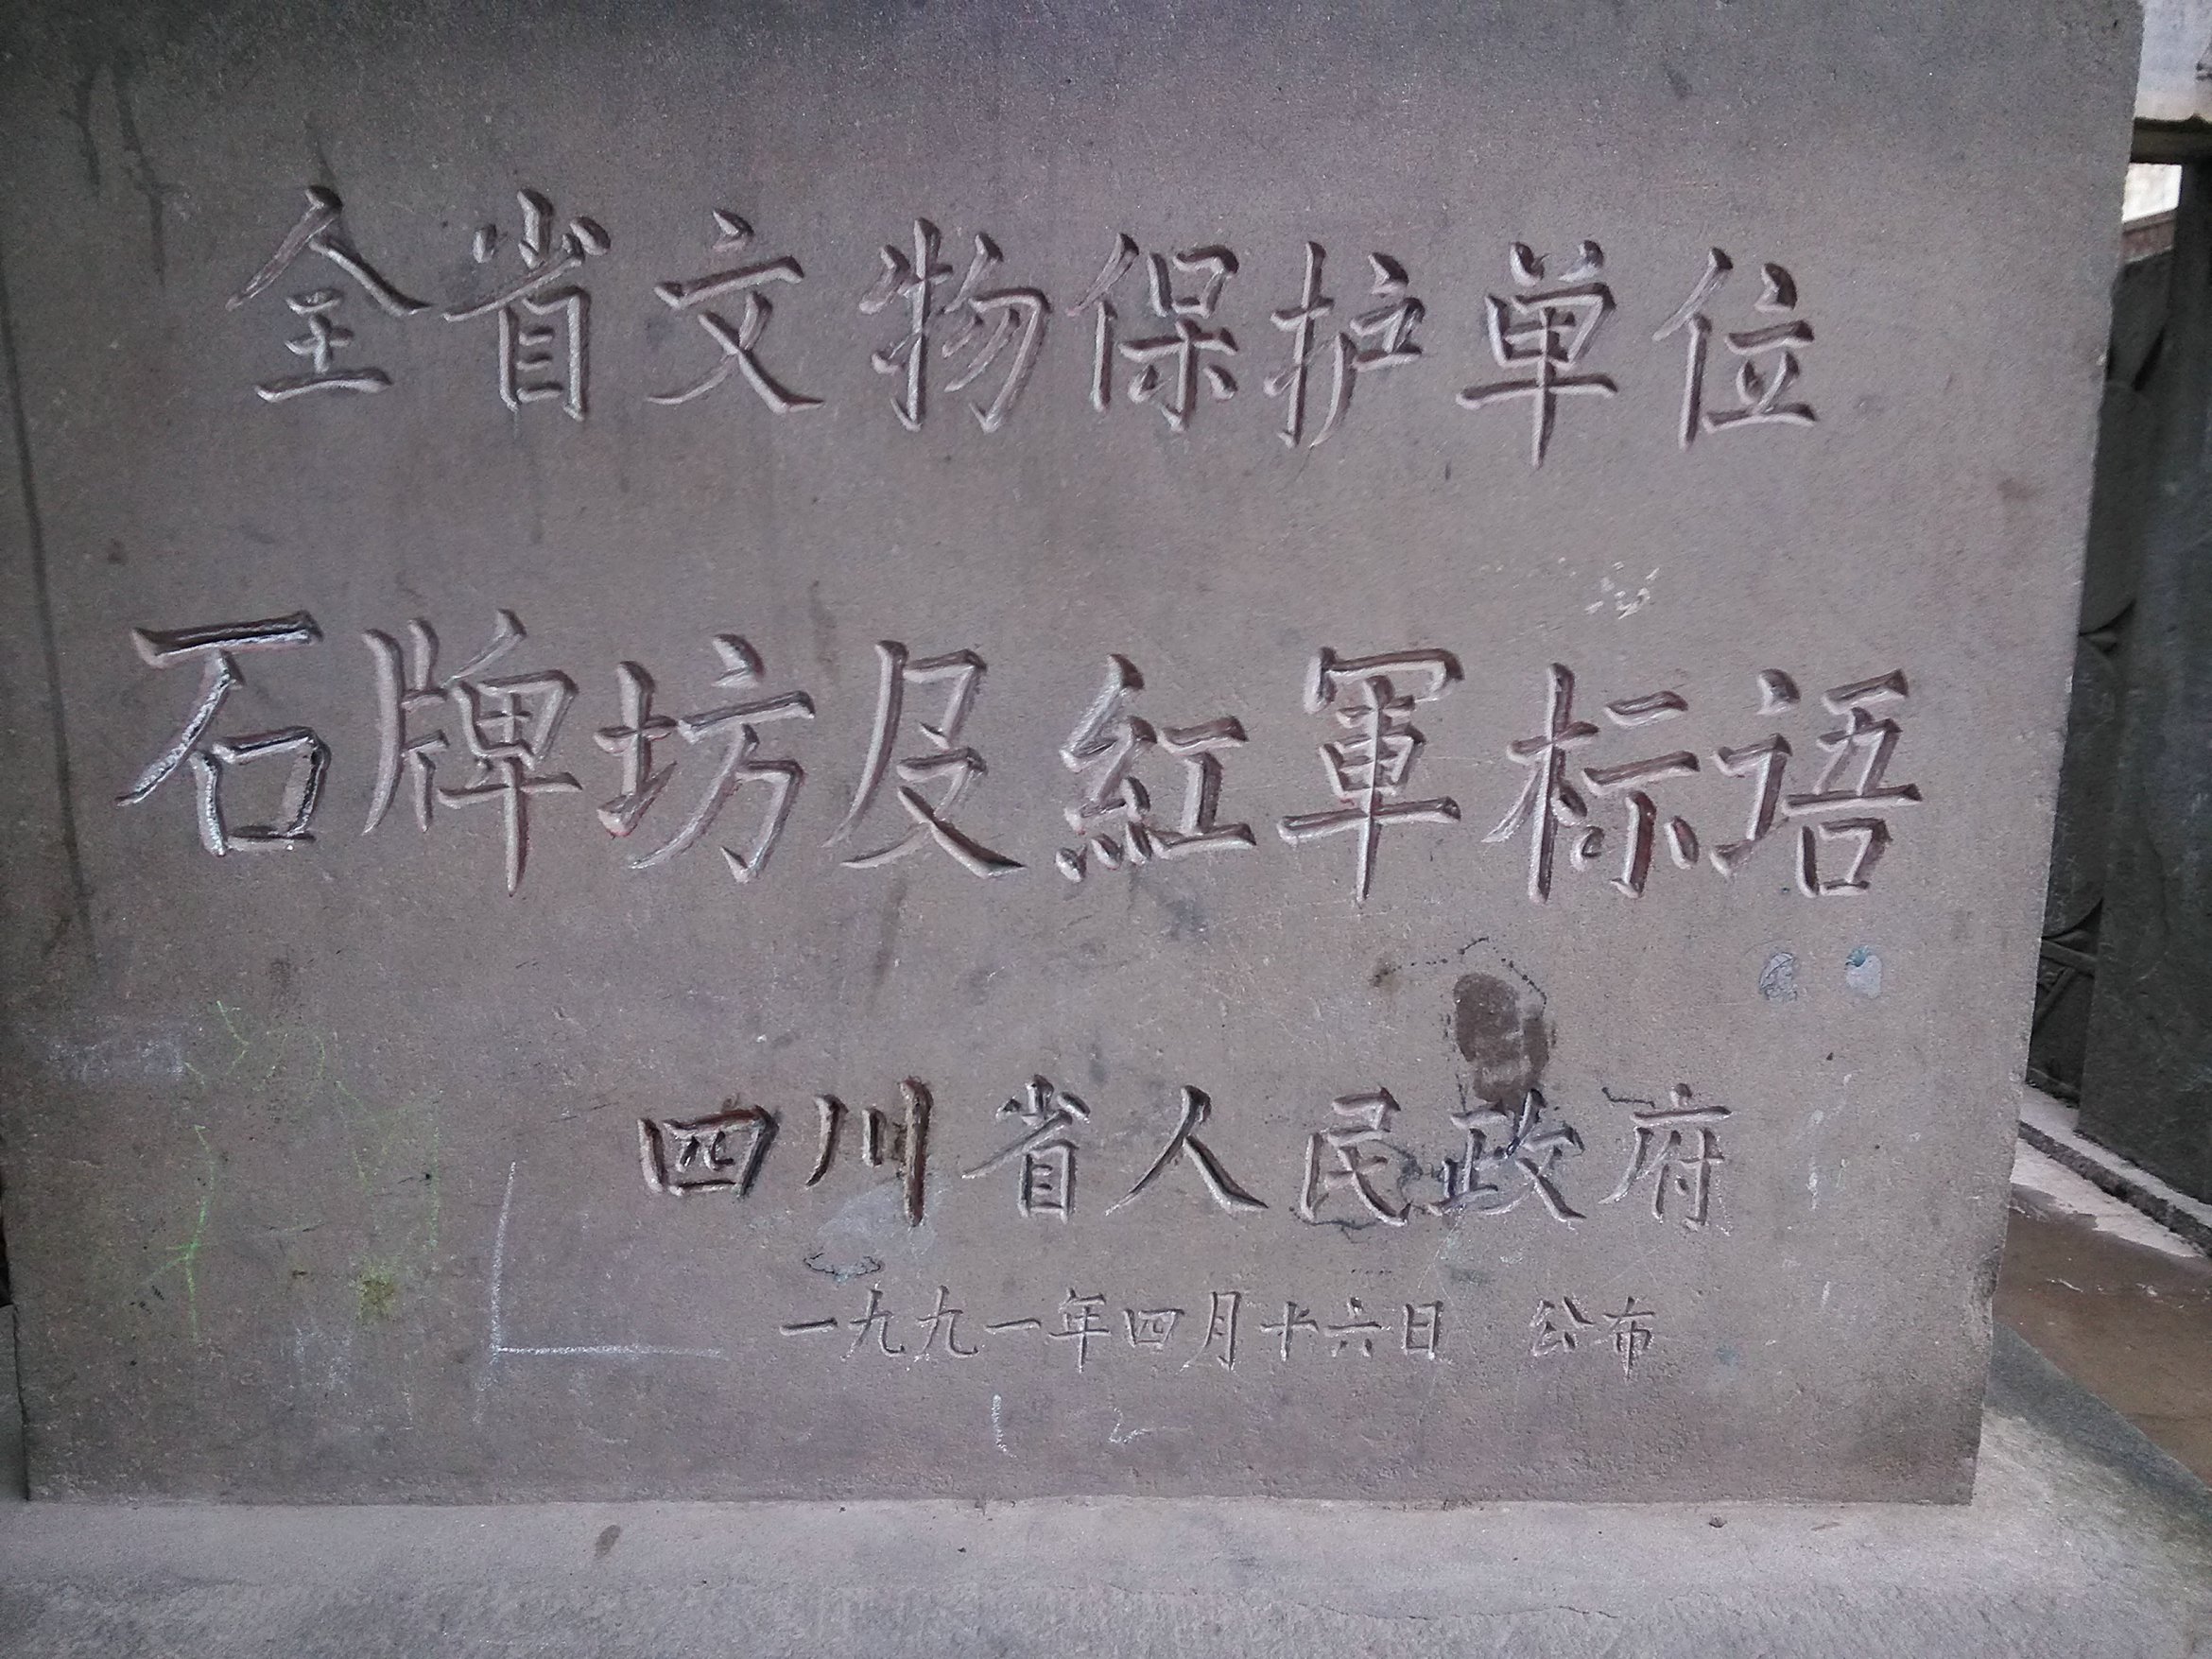 全省文物保护单位
石牌坊及紅軍标语
四川省人民政府
一九九一年四月十六日 公布